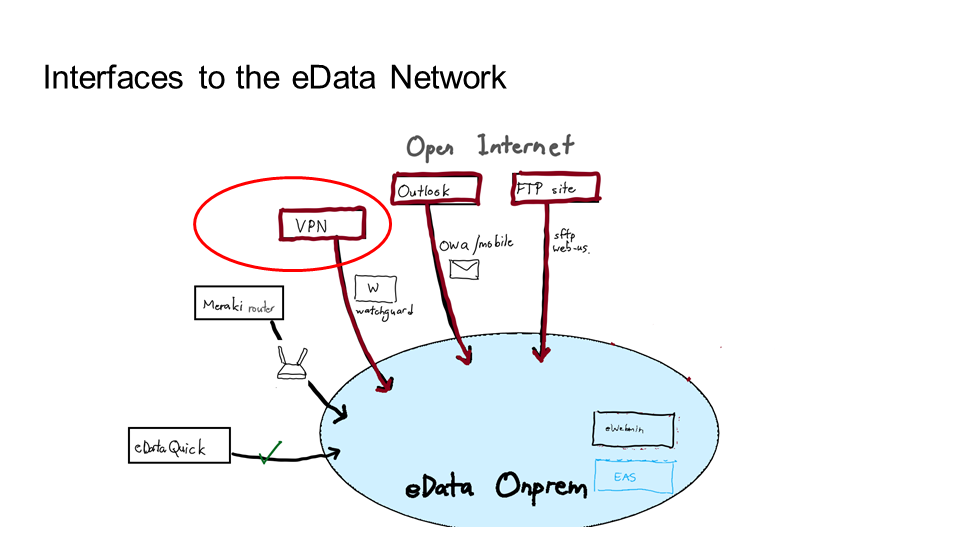 Interfaces to the eData Network
Open Internet
Outlook
FTP site
VPN
owa/mobile
sftp
web-us.
W
watchguard
Meraki router
eDataQuick
EAS
eData Onprem